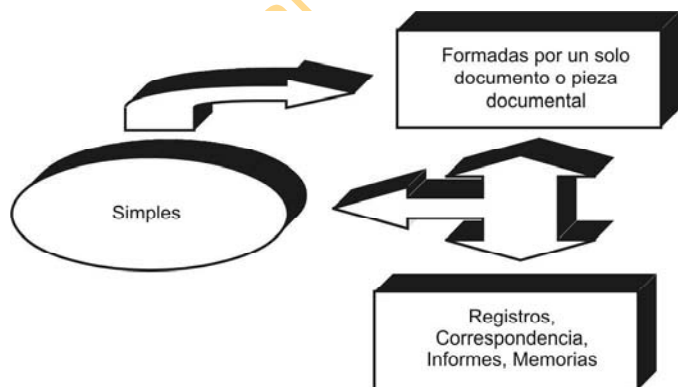 Formadas por un solo
documento o pieza
documental
Simples
Registros,
Correspondencia,
Informes, Memorias